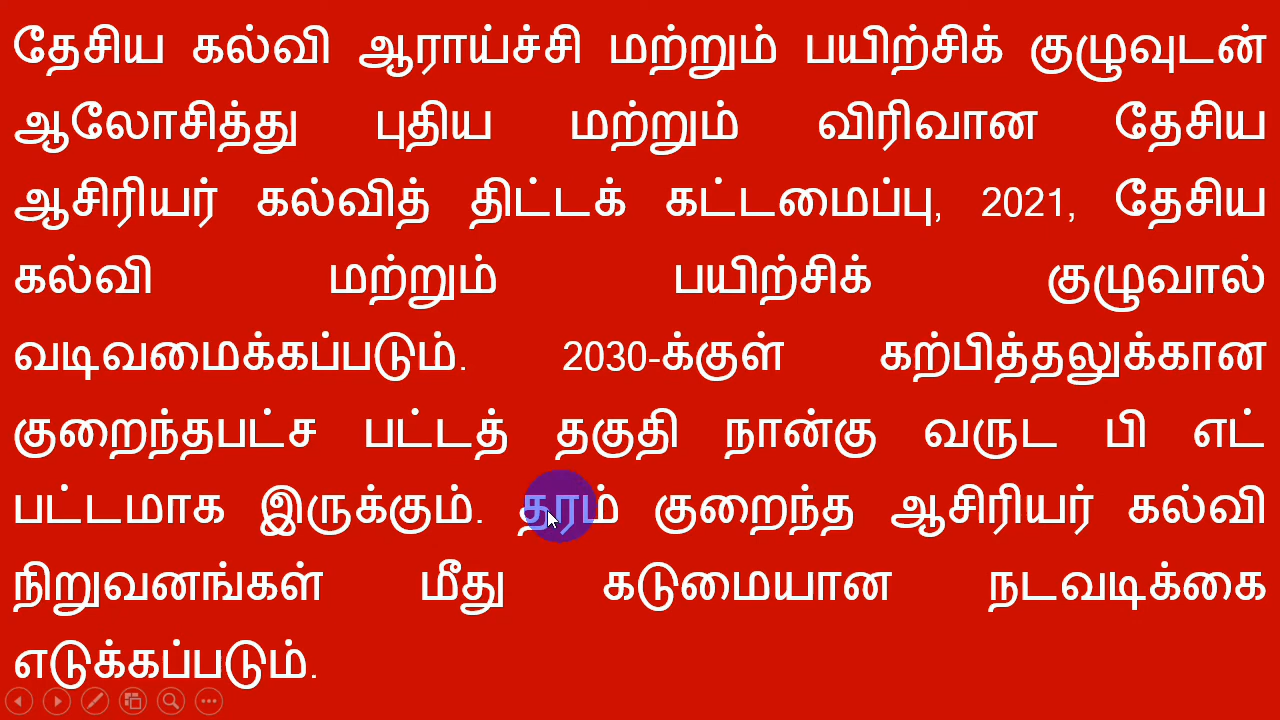 தேசிய கல்வி ஆராய்ச்சி மற்றும் பயிற்சிக் குழுவுடன்
ஆலோசித்து புதிய மற்றும் விரிவான தேசிய
ஆசிரியர் கல்வித் திட்டக் கட்டமைப்பு, 2021, தேசிய
கல்வி மற்றும் பயிற்சிக் குழுவால்
வடிவமைக்கப்படும். 2030-க்குள் கற்பித்தலுக்கான
குறைந்தபட்ச பட்டத் தகுதி நான்கு வருட பி எட்
பட்டமாக இருக்கும். தரம் குறைந்த ஆசிரியர் கல்வி
நிறுவனங்கள் மீது கடுமையான நடவடிக்கை
எடுக்கப்படும்.